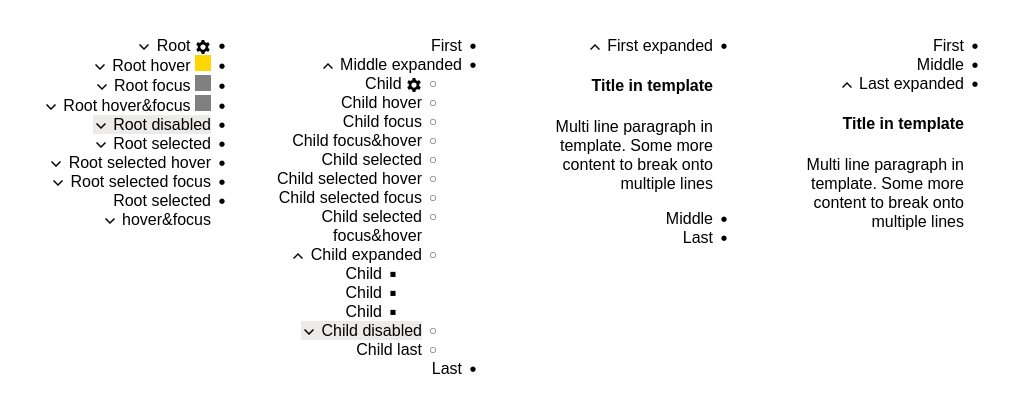 Root
Root hover
Root focus
Root hover&focus
Root disabled
Root selected
Root selected hover
Root selected focus
Root selected
hover&focus
First
Middle expanded
Child
Child hover
Child focus
Child focus&hover
Child selected
Child selected hover
Child selected focus
Child selected
focus&hover
Child expanded
Child
Child
Child
Child disabled
Child last
Last
First expanded
Title in template
Multi line paragraph in
template. Some more
content to break onto
multiple lines
Middle
Last
First
Middle
Last expanded
Title in template
Multi line paragraph in
template. Some more
content to break onto
multiple lines